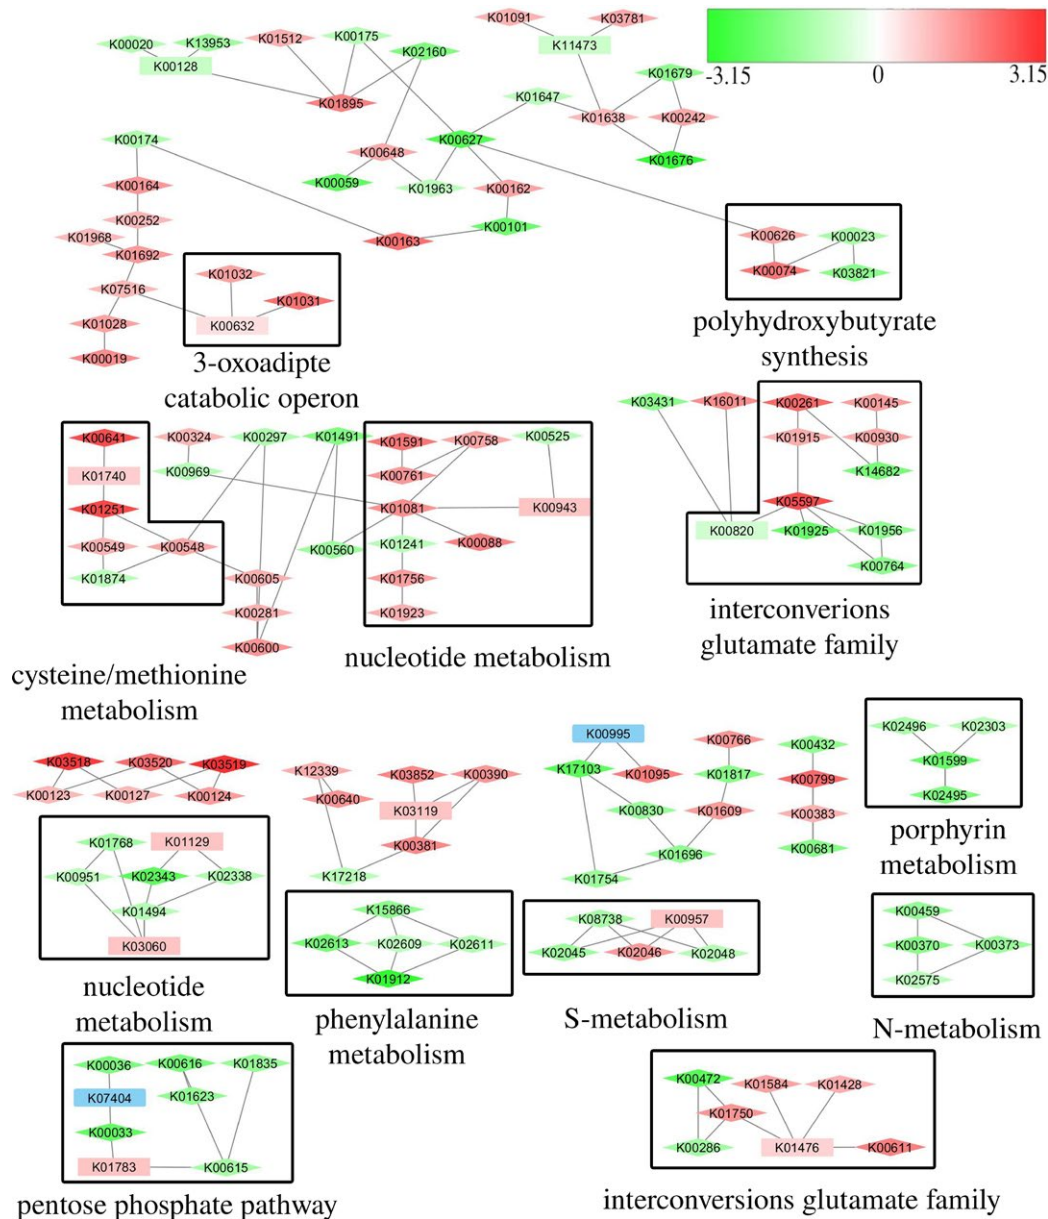 K01091 K03781
K00020 K13953 K01512 K00175 K02160 K11473
K00128
-3.15 0 3.15
K01895 K01647 K01679
K01638 K00242
K00174 K00627
K00648 K01676
K00059 K01963 K00162
K00164
K00252 K00101
K01968 K00163 K00626 K00023
K01692 K00074 K03821
K01032
K07516 K01031
K01028 K00632
K00019
polyhydroxybutyrate
synthesis
3-oxoadipte
catabolic operon
K03431 K16011 K00261 K00145
K00641 K00324 K00297 K01491 K01591 K00758 K00525 K01915 K00930
K01740 K00969 K00761 K14682
K01251 K01081 K00943 K05597
K00549 K00548 K00560 K01241 K00088 K00820 K01925 K01956
K01874 K00605 K01756 K00764
K00281 K01923
K00600
interconverions
glutamate family
nucleotide metabolism
cysteine/methionine
metabolism
K03518 K03520 K03519
K00123 K00127 K00124
K12339 K03852 K00390
K00640 K03119
K00381
K17218
K00995 K00766 K00432
K17103 K01095 K01817 K00799
K00830 K01609 K00383
K01696 K00681
K01754
K02496 K02303
K01599
K02495
porphyrin
metabolism
K01768 K01129
K00951 K02343 K02338
K01494
K03060
nucleotide
metabolism
K15866
K02613 K02609 K02611
K01912
phenylalanine
metabolism
K08738 K00957
K02045 K02046 K02048
S-metabolism
K00459
K00370 K00373
K02575
N-metabolism
K00036 K00616 K01835
K07404 K01623
K00033
K01783 K00615
pentose phosphate pathway
K00472 K01584 K01428
K01750
K00286 K01476 K00611
interconversions glutamate family